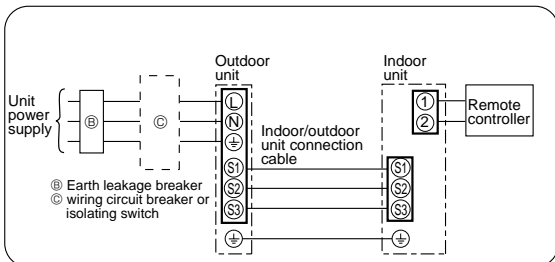 Outdoor
unit
Indoor
unit
Unit
power
supply
Ⓑ
Ⓒ
L
N
S1
S2
S3
Indoor/outdoor
unit connection
cable
1
2
Remote
controller
S1
S2
S3
Ⓑ Earth leakage breaker
Ⓒ wiring circuit breaker or
isolating switch